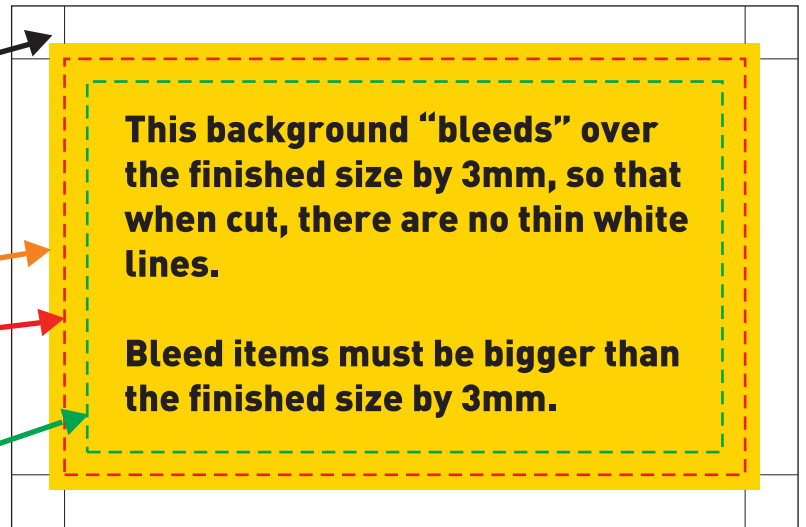 This background “bleeds” over
the finished size by 3mm, so that
when cut, there are no thin white
lines.
Bleed items must be bigger than
the finished size by 3mm.